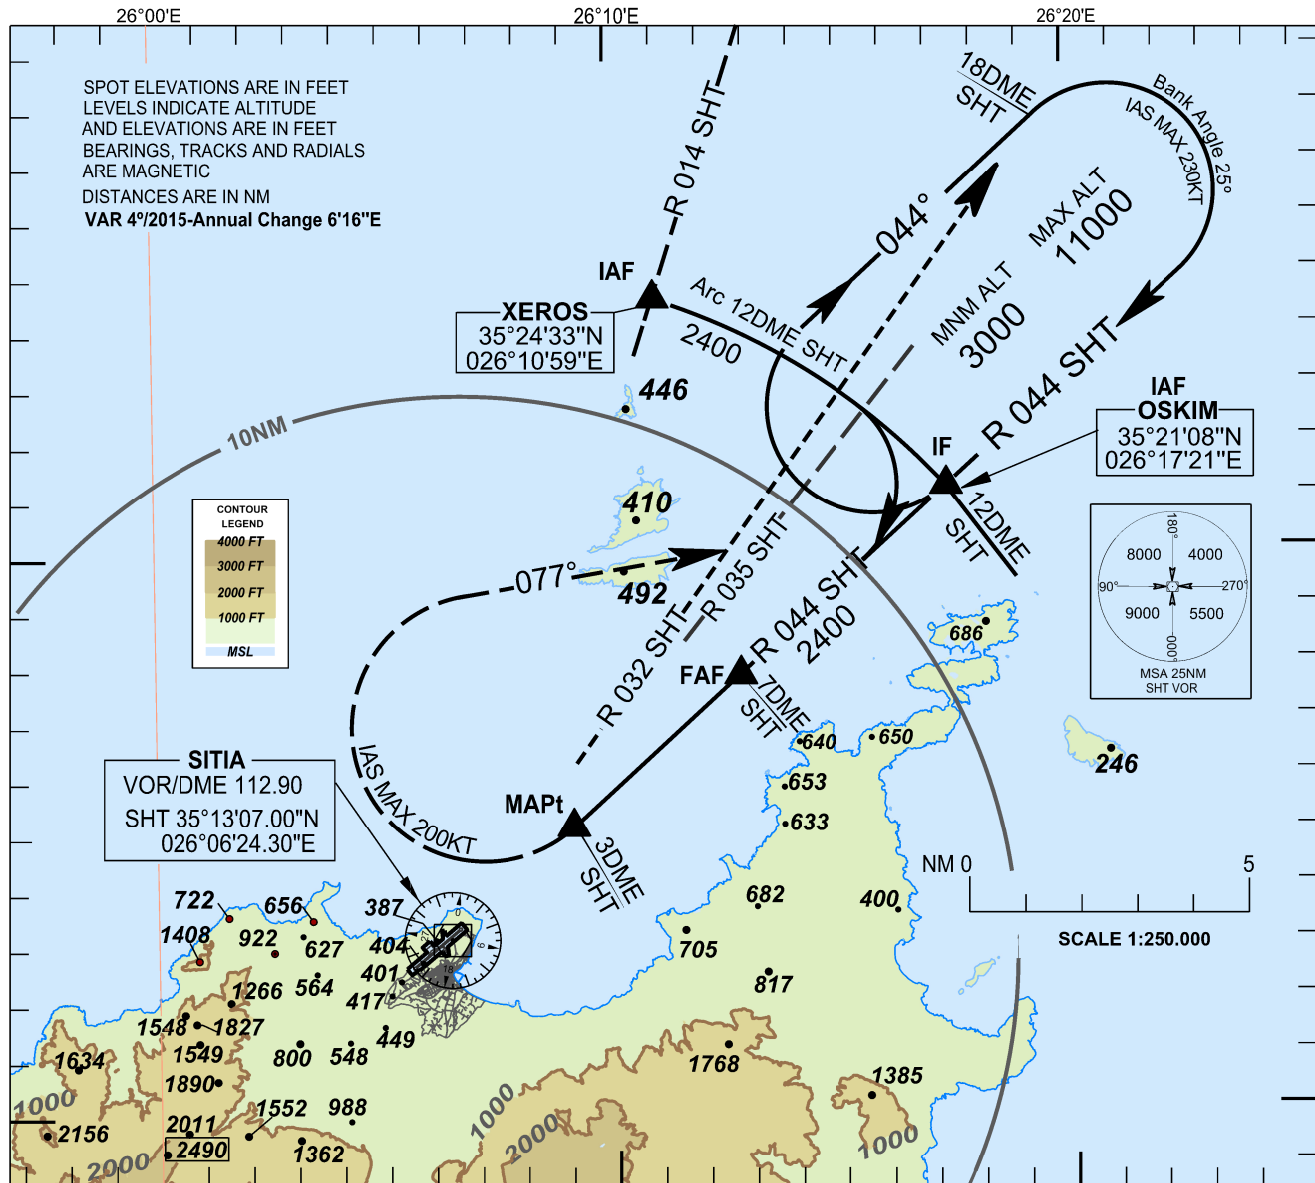 26°00'E
26°10'E
26°20'E
SPOT ELEVATIONS ARE IN FEET
LEVELS INDICATE ALTITUDE
AND ELEVATIONS ARE IN FEET
BEARINGS, TRACKS AND RADIALS
ARE MAGNETIC
DISTANCES ARE IN NM
VAR 4º/2015-Annual Change 6'16"E
R 014 SHT
18DME
SHT
Bank Angle 25°
IAS MAX 230KT
044°
MAX ALT
11000
MNM ALT
3000
IAF
XEROS
35°24'33"N
026°10'59"E
Arc 12DME SHT
2400
R 044 SHT
IAF
OSKIM
35°21'08"N
026°17'21"E
IF
12DME
SHT
446
10NM
410
492
077°
CONTOUR
LEGEND
4000 FT
3000 FT
2000 FT
1000 FT
MSL
R 035 SHT
R 032 SHT
R 044 SHT
2400
FAF
7DME
SHT
180°
8000
4000
90°
270°
9000
5500
000°
MSA 25NM
SHT VOR
686
640
650
246
653
633
SITIA
VOR/DME 112.90
SHT 35°13'07.00"N
026°06'24.30"E
IAS MAX 200KT
MAPt
3DME
SHT
NM 0
5
SCALE 1:250.000
722
656
387
1408
922
627
404
0
9
18
27
401
564
417
682
400
705
817
1266
1548
1827
1549
800
548
449
1634
1890
1768
1385
1000
2156
2011
2490
1552
988
1362
2000
1000
2000
1000